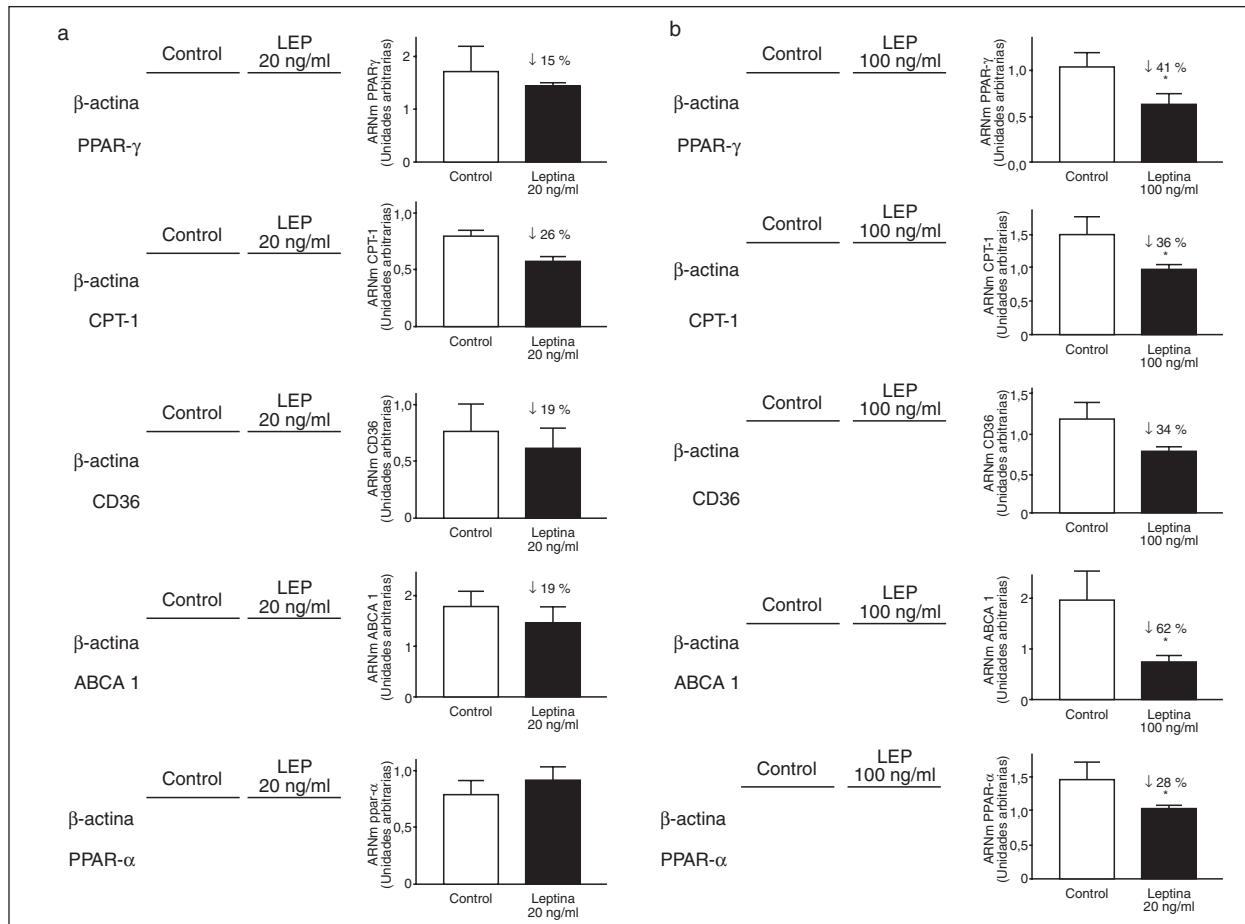 a
Control
LEP
20 ng/ml
β-actina
PPAR-γ
ARNm PPARγ
(Unidades arbitrarias)
2
1
0
↓ 15 %
Control
Leptina
20 ng/ml
Control
LEP
20 ng/ml
β-actina
CPT-1
ARNm CPT-1
(Unidades arbitrarias)
1,0
0,5
0
↓ 26 %
Control
Leptina
20 ng/ml
Control
LEP
20 ng/ml
β-actina
CD36
ARNm CD36
(Unidades arbitrarias)
1,0
0,5
0
↓ 19 %
Control
Leptina
20 ng/ml
Control
LEP
20 ng/ml
β-actina
ABCA 1
ARNm ABCA 1
(Unidades arbitrarias)
2
1
0
↓ 19 %
Control
Leptina
20 ng/ml
Control
LEP
20 ng/ml
β-actina
PPAR-α
ARNm ppar-α
(Unidades arbitrarias)
1,0
0,5
0
Control
Leptina
20 ng/ml
b
Control
LEP
100 ng/ml
β-actina
PPAR-γ
ARNm PPAR-γ
(Unidades arbitrarias)
1,0
0,5
0,0
↓ 41 %
*
Control
Leptina
100 ng/ml
Control
LEP
100 ng/ml
β-actina
CPT-1
ARNm CPT-1
(Unidades arbitrarias)
1,5
1,0
0,5
0
↓ 36 %
*
Control
Leptina
100 ng/ml
Control
LEP
100 ng/ml
β-actina
CD36
ARNm CD36
(Unidades arbitrarias)
1,5
1,0
0,5
0
↓ 34 %
Control
Leptina
100 ng/ml
Control
LEP
100 ng/ml
β-actina
ABCA 1
ARNm ABCA 1
(Unidades arbitrarias)
2
1
0
↓ 62 %
*
Control
Leptina
100 ng/ml
Control
LEP
100 ng/ml
β-actina
PPAR-α
ARNm PPAR-α
(Unidades arbitrarias)
1,5
1,0
0,5
0,0
↓ 28 %
*
Control
Leptina
20 ng/ml